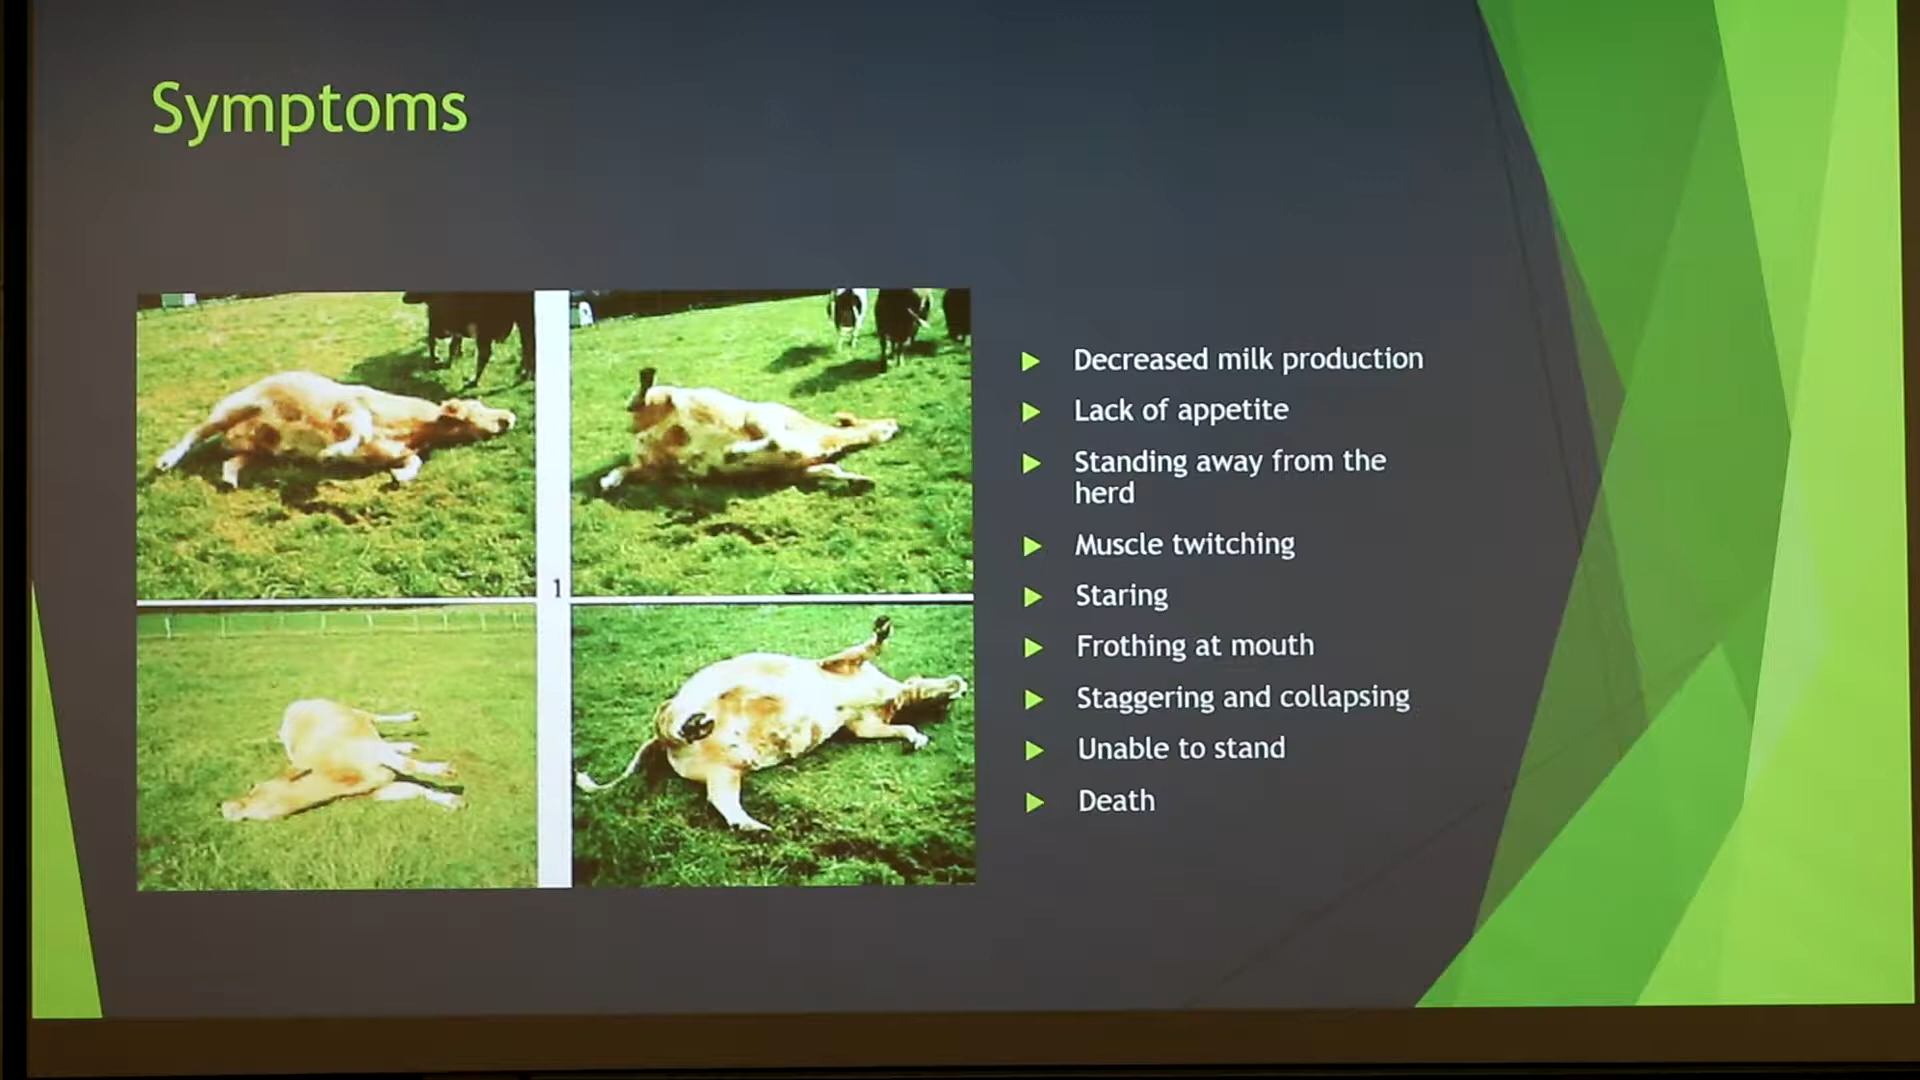 Symptoms
1
Decreased milk production
Lack of appetite
Standing away from the
herd
Muscle twitching
Staring
Frothing at mouth
Staggering and collapsing
Unable to stand
Death